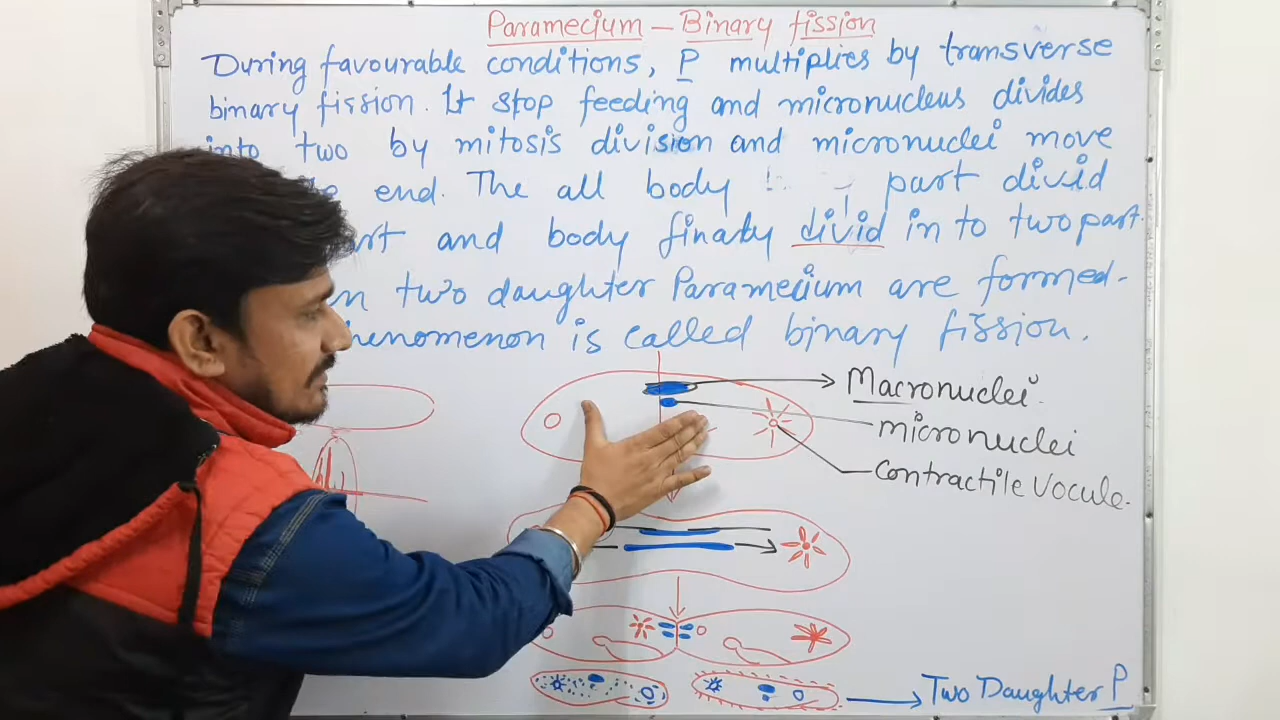 Paramecium - Binary fission
During favourable conditions, P multiplies by transverse
binary fission. It stop feeding and micronucleus divides
into two by mitosis division and micronuclei move
end. The all body part divid
and body finaly divid in to two part.
two daughter Paramecium are formed.
is called binary fission.
Macronuclei
micronuclei
Contractile Vocule.
Two Daughter P